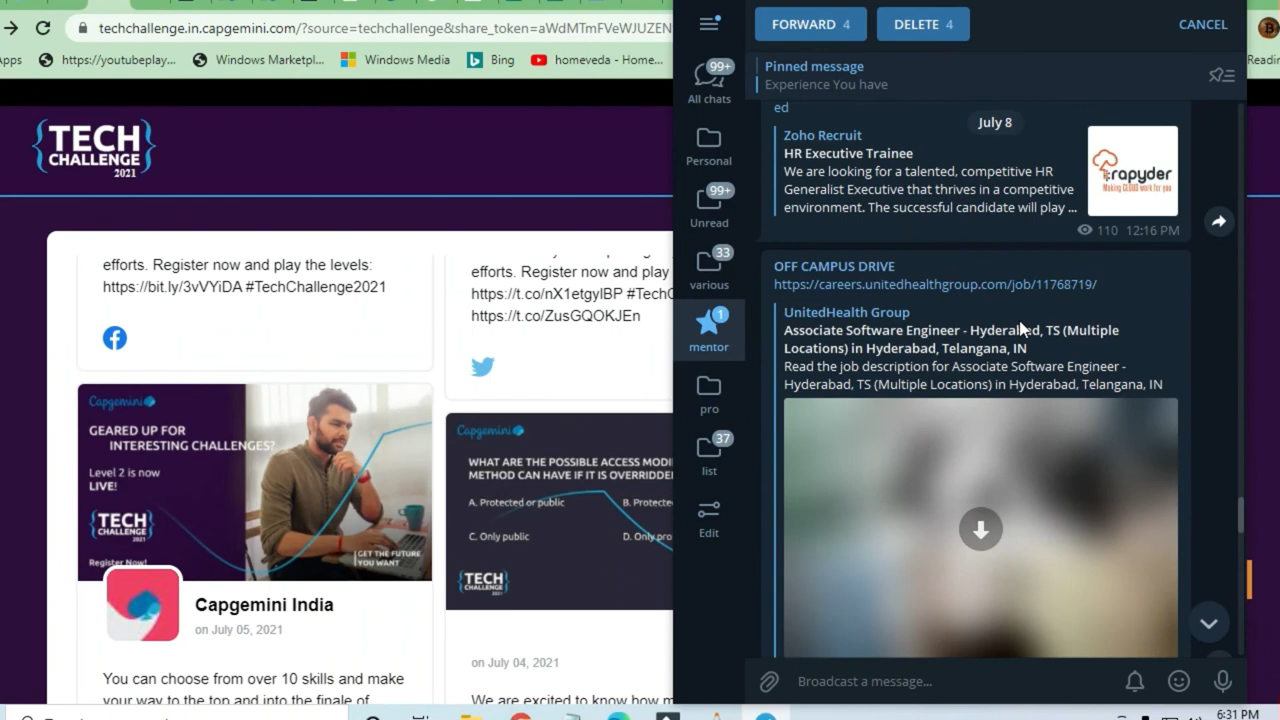 techchallenge.in.capgemini.com/?source=techchallenge&share_token=aWdMTmFVeWJUZEN
https://youtubeplay...
Windows Marketpl...
Windows Media
Bing
homeveda - Home...
{TECH
CHALLENGE}
2021
efforts. Register now and play the levels:
https://bit.ly/3vVYiDA #TechChallenge2021
efforts. Register now and play
https://t.co/nX1etgylBP #TechC
https://t.co/ZusGQOKJEn
Capgemini
GEARED UP FOR
INTERESTING CHALLENGES?
Level 2 is now
LIVE!
{TECH
CHALLENGE}
Register Now!
GET THE FUTURE
YOU WANT
Capgemini India
on July 05, 2021
You can choose from over 10 skills and make
your way to the top and into the finale of
Capgemini
WHAT ARE THE POSSIBLE ACCESS MODI
METHOD CAN HAVE IF IT IS OVERRIDDE
A. Protected or public
B. Protecte
C. Only public
D. Only pro
{TECH
CHALLENGE}
on July 04, 2021
We are excited to know how m
FORWARD 4
DELETE 4
CANCEL
99+
All chats
Personal
99+
Unread
33
various
1
mentor
pro
37
list
Edit
Pinned message
Experience You have
ed
July 8
Zoho Recruit
HR Executive Trainee
We are looking for a talented, competitive HR
Generalist Executive that thrives in a competitive
environment. The successful candidate will play ...
rapyder
Making CLOUD work for you
110 12:16 PM
OFF CAMPUS DRIVE
https://careers.unitedhealthgroup.com/job/11768719/
UnitedHealth Group
Associate Software Engineer - Hyderabad, TS (Multiple
Locations) in Hyderabad, Telangana, IN
Read the job description for Associate Software Engineer -
Hyderabad, TS (Multiple Locations) in Hyderabad, Telangana, IN
Broadcast a message...
6:31 PM